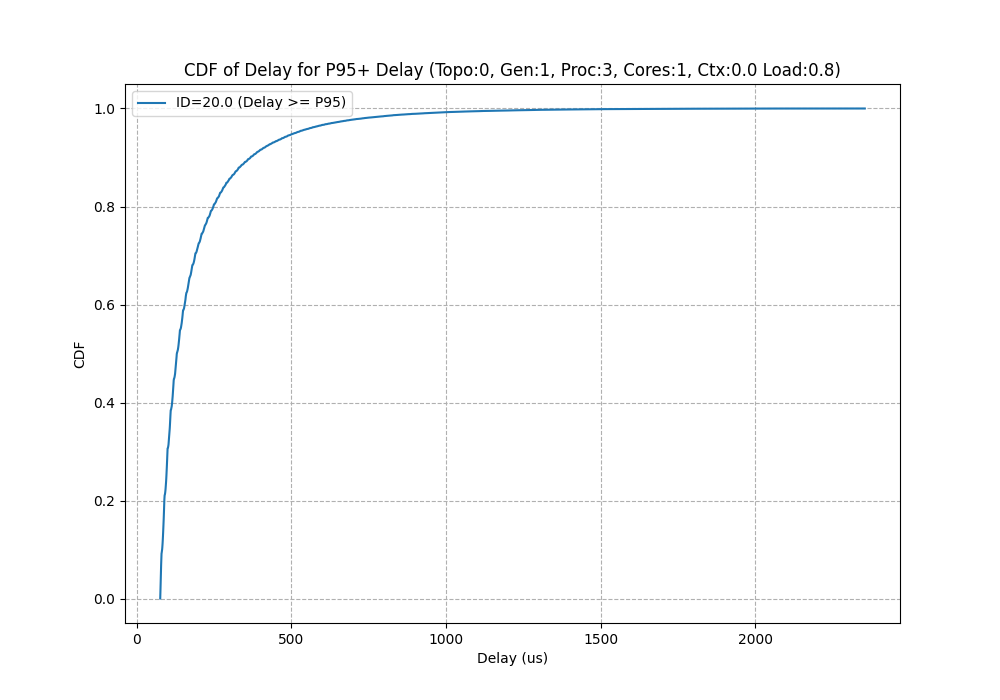 CDF of Delay for P95+ Delay (Topo:0, Gen:1, Proc:3, Cores:1, Ctx:0.0 Load:0.8)
ID=20.0 (Delay >= P95)
1.0
0.8
0.6
0.4
0.2
0.0
CDF
0 500 1000 1500 2000
Delay (us)